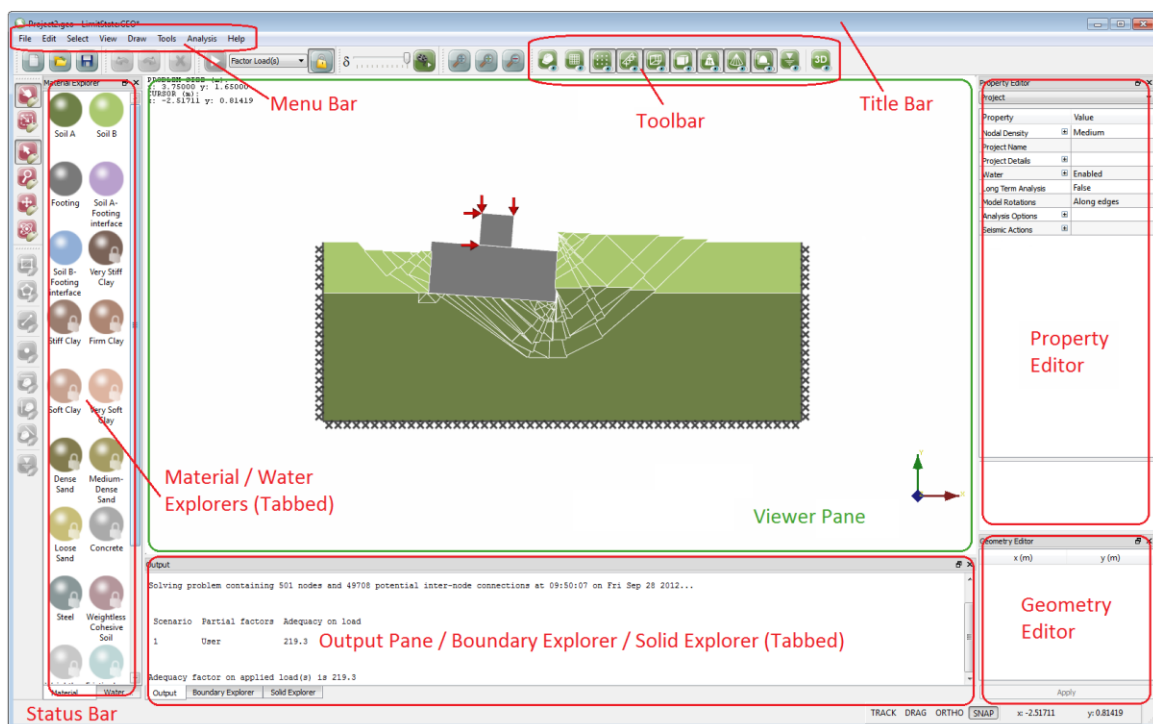 Project2.geo - LimitState:GEO*
File Edit Select View Draw Tools Analysis Help
Factor Load(s)
δ
3D
Menu Bar
Toolbar
Title Bar
Material Explorer
Soil A
Soil B
Footing
Soil A-
Footing
interface
Soil B-
Footing
interface
Very Stiff
Clay
Stiff Clay
Firm Clay
Soft Clay
Very Soft
Clay
Dense
Sand
Medium-
Dense
Sand
Loose
Sand
Concrete
Steel
Weightless
Cohesive
Soil
Material
Water
Material / Water
Explorers (Tabbed)
PROBLEM SIZE (m):
x: 3.75000 y: 1.65000
CURSOR (m):
x: -2.51711 y: 0.81419
Viewer Pane
Property Editor
Project
Property Value
Nodal Density Medium
Project Name
Project Details
Water Enabled
Long Term Analysis False
Model Rotations Along edges
Analysis Options
Seismic Actions
Property
Editor
Output
Solving problem containing 501 nodes and 49708 potential inter-node connections at 09:50:07 on Fri Sep 28 2012...
Scenario Partial factors Adequacy on load
1 User 219.3
Adequacy factor on applied load(s) is 219.3
Output Pane / Boundary Explorer / Solid Explorer (Tabbed)
Output Boundary Explorer Solid Explorer
Geometry Editor
x (m) y (m)
Geometry
Editor
Apply
Status Bar
TRACK DRAG ORTHO SNAP x: -2.51711 y: 0.81419